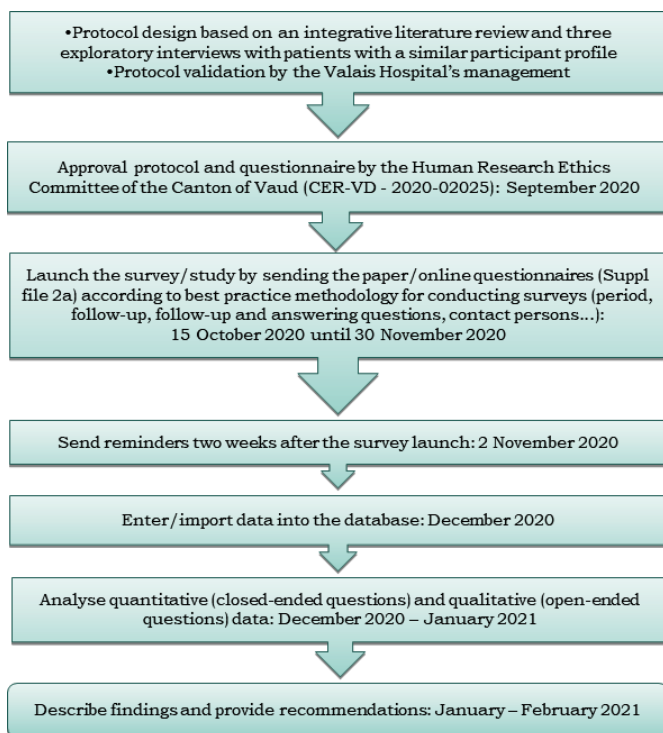 •Protocol design based on an integrative literature review and three
exploratory interviews with patients with a similar participant profile
•Protocol validation by the Valais Hospital's management
Approval protocol and questionnaire by the Human Research Ethics
Committee of the Canton of Vaud (CER-VD - 2020-02025): September 2020
Launch the survey/study by sending the paper/online questionnaires (Suppl
file 2a) according to best practice methodology for conducting surveys (period,
follow-up, follow-up and answering questions, contact persons...):
15 October 2020 until 30 November 2020
Send reminders two weeks after the survey launch: 2 November 2020
Enter/import data into the database: December 2020
Analyse quantitative (closed-ended questions) and qualitative (open-ended
questions) data: December 2020 – January 2021
Describe findings and provide recommendations: January – February 2021